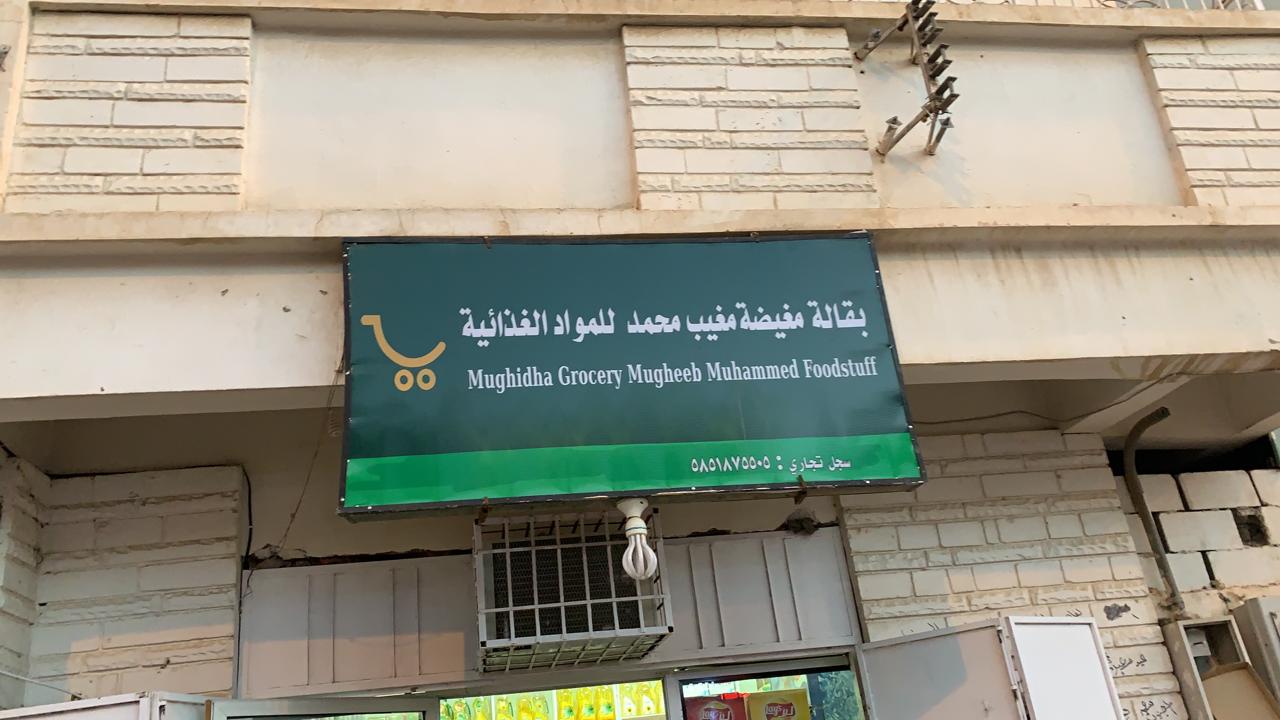 بقالة مغيضة مغيب محمد للمواد الغذائية
Mughidha Grocery Mugheeb Muhammed Foodstuff
سجل تجاري : ٥٨٥١٨٧٥٥٠٥